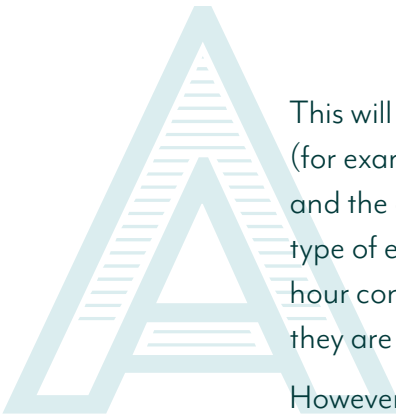 A
This will
(for exar
and the
type of e
hour cor
they are
However